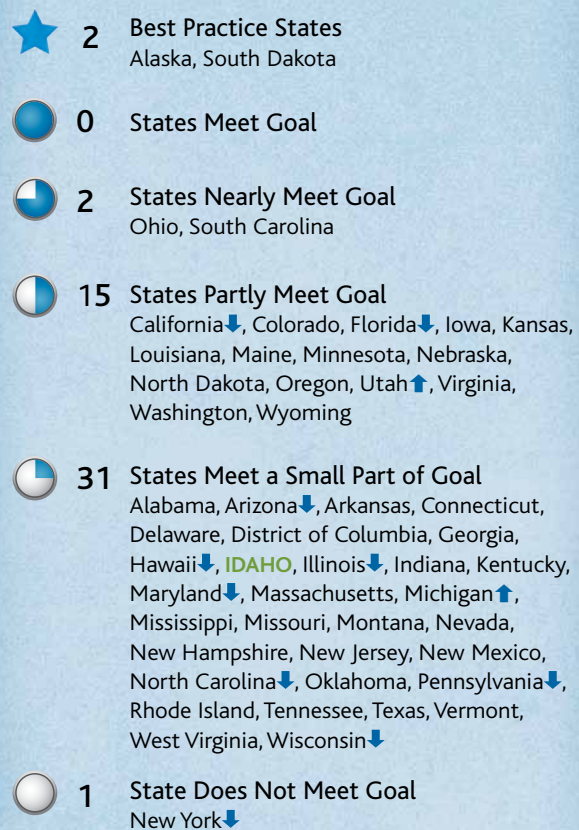 2 Best Practice States
Alaska, South Dakota
0 States Meet Goal
2 States Nearly Meet Goal
Ohio, South Carolina
15 States Partly Meet Goal
California⬇, Colorado, Florida⬇, Iowa, Kansas,
Louisiana, Maine, Minnesota, Nebraska,
North Dakota, Oregon, Utah⬆, Virginia,
Washington, Wyoming
31 States Meet a Small Part of Goal
Alabama, Arizona⬇, Arkansas, Connecticut,
Delaware, District of Columbia, Georgia,
Hawaii⬇, IDAHO, Illinois⬇, Indiana, Kentucky,
Maryland⬇, Massachusetts, Michigan⬆,
Mississippi, Missouri, Montana, Nevada,
New Hampshire, New Jersey, New Mexico,
North Carolina⬇, Oklahoma, Pennsylvania⬇,
Rhode Island, Tennessee, Texas, Vermont,
West Virginia, Wisconsin⬇
1 State Does Not Meet Goal
New York⬇